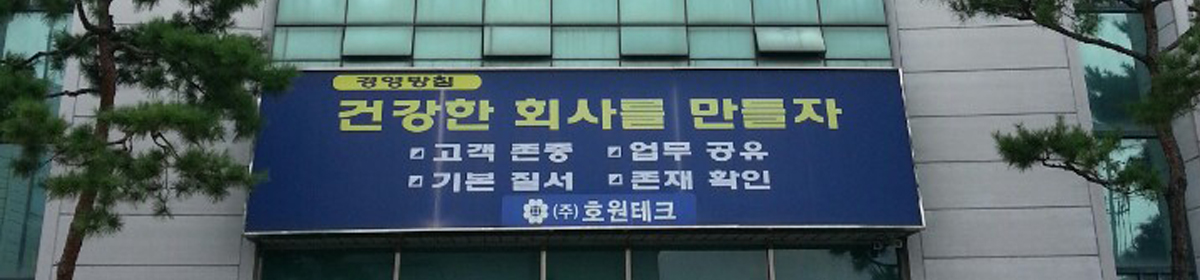 경영방침
건강한 회사를 만들자
고객 존중 업무 공유
기본 질서 존재 확인
(주)호원테크